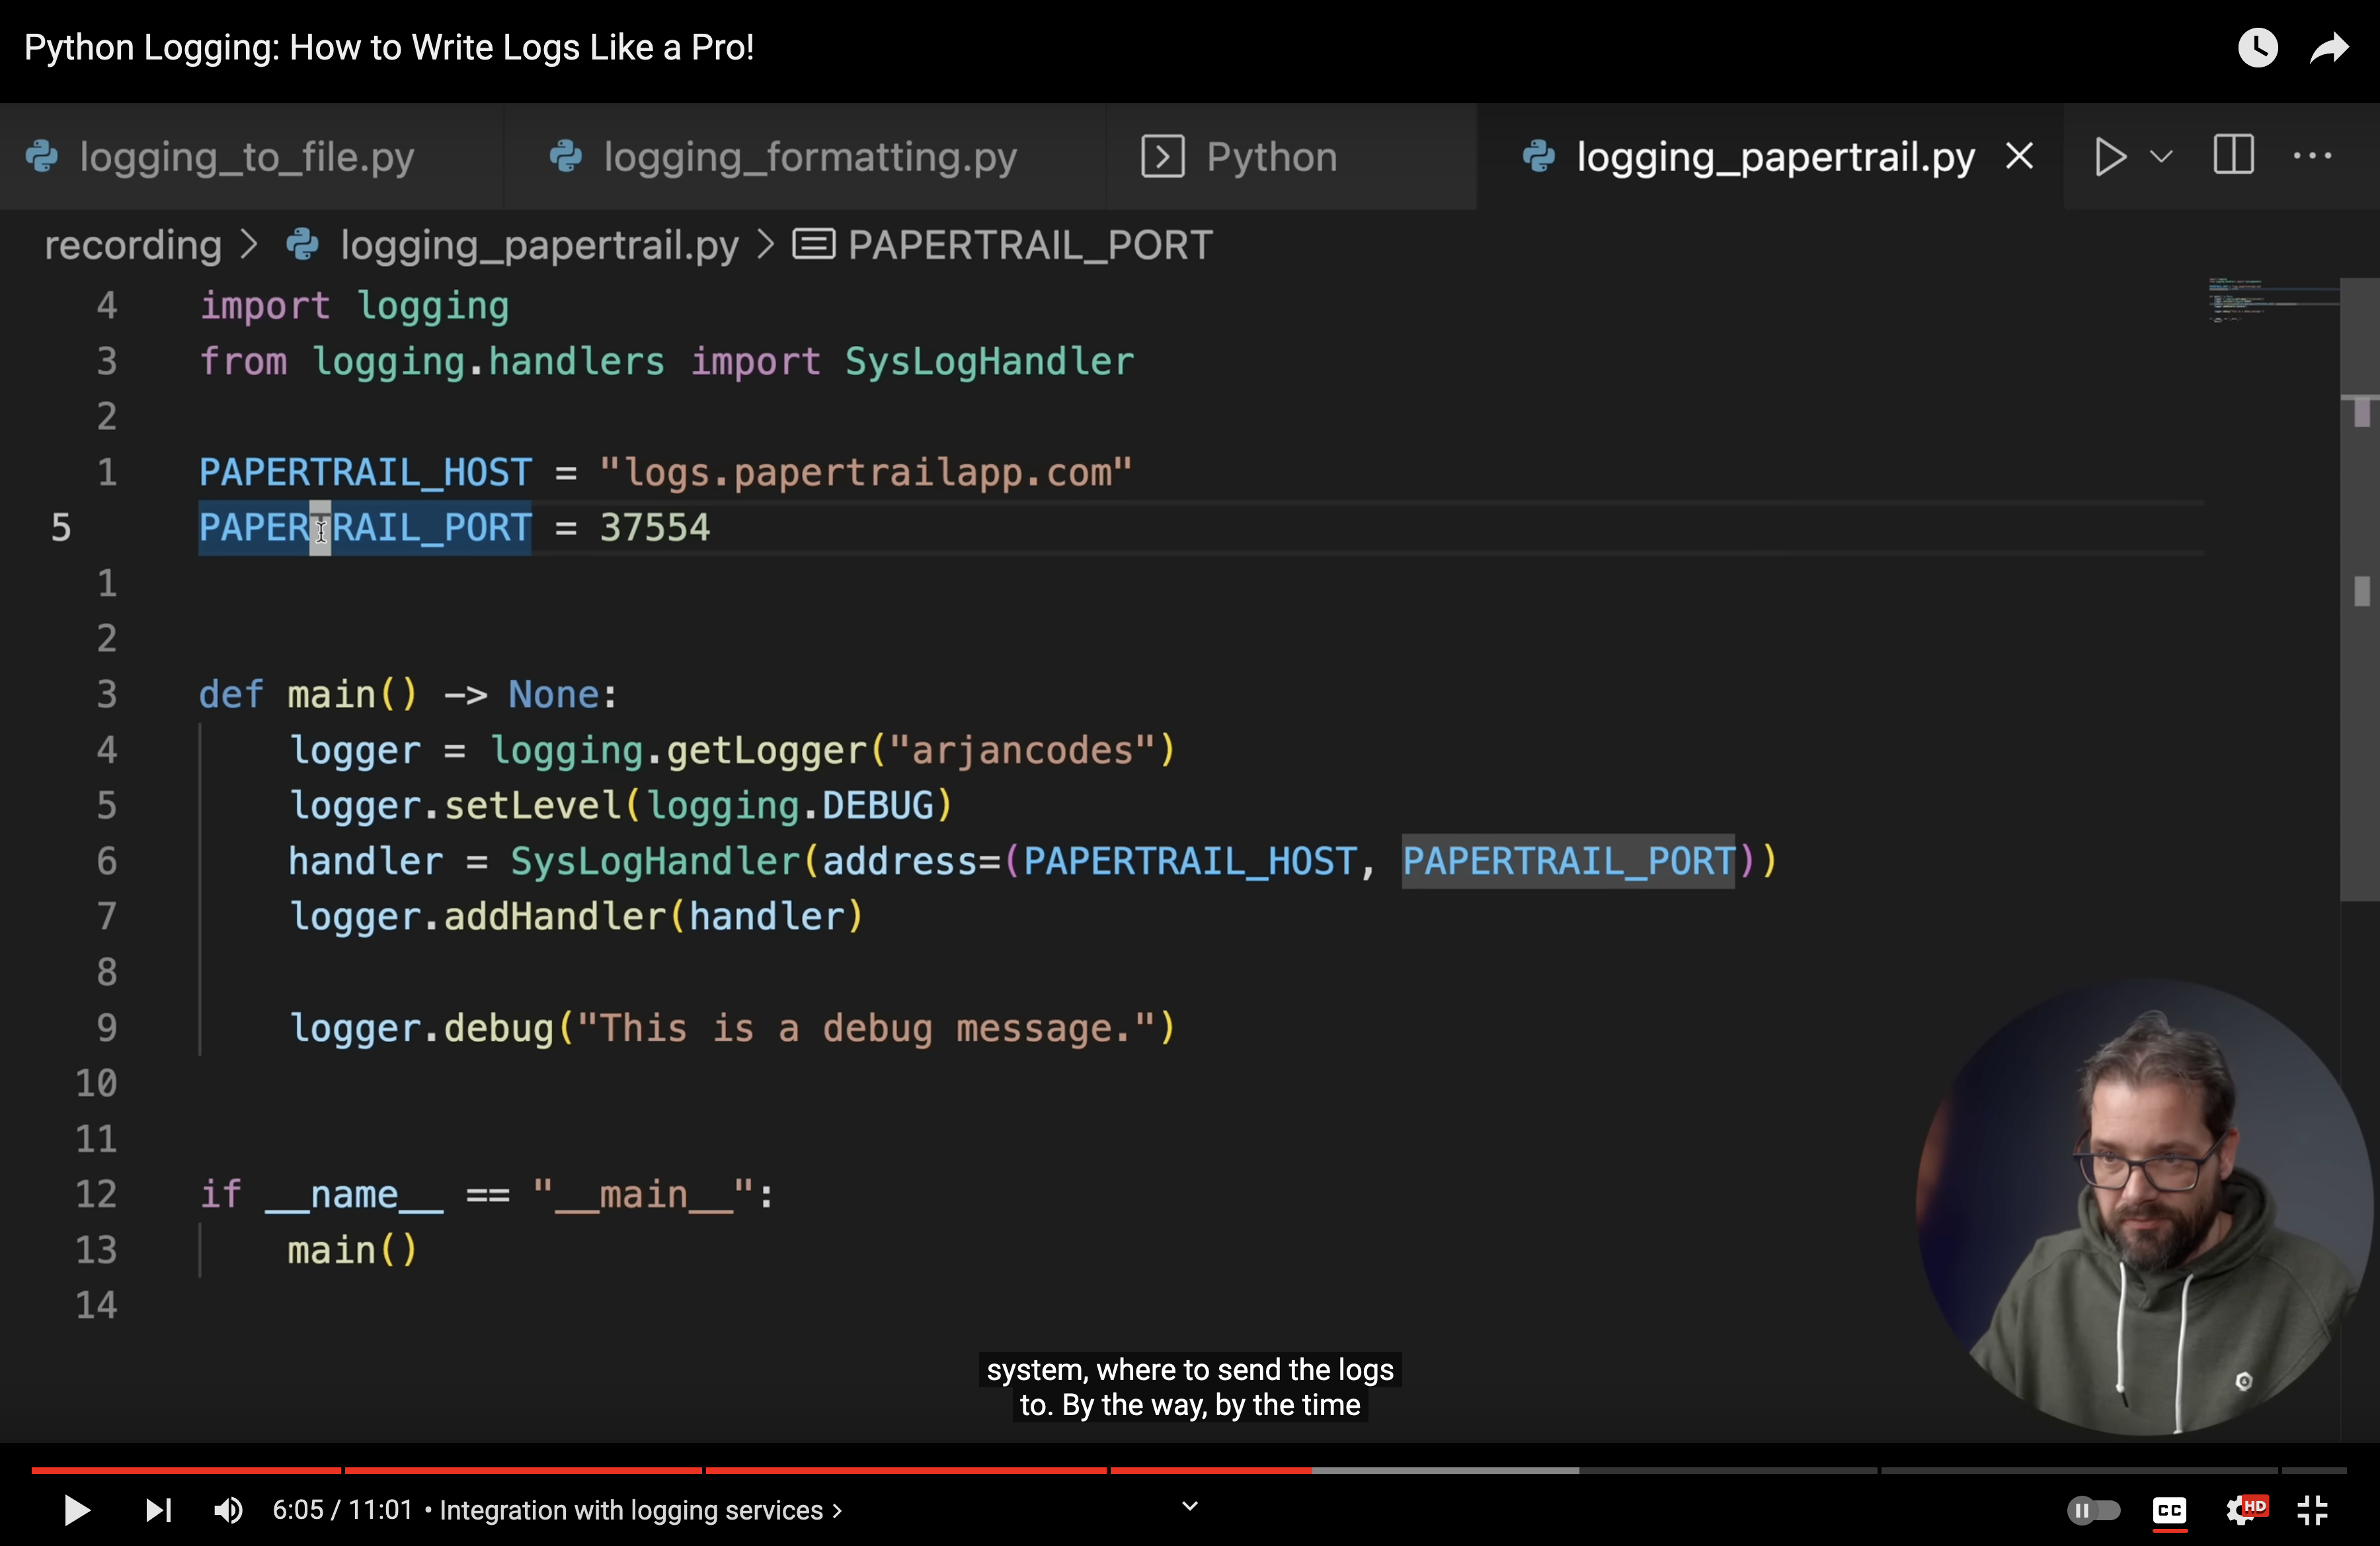 Python Logging: How to Write Logs Like a Pro!
logging_to_file.py
logging_formatting.py
Python
logging_papertrail.py
recording > logging_papertrail.py > PAPERTRAIL_PORT
4 import logging
3 from logging.handlers import SysLogHandler
2
1 PAPERTRAIL_HOST = "logs.papertrailapp.com"
5 PAPERTRAIL_PORT = 37554
1
2
3 def main() -> None:
4 logger = logging.getLogger("arjancodes")
5 logger.setLevel(logging.DEBUG)
6 handler = SysLogHandler(address=(PAPERTRAIL_HOST, PAPERTRAIL_PORT))
7 logger.addHandler(handler)
8
9 logger.debug("This is a debug message.")
10
11
12 if __name__ == "__main__":
13 main()
14
system, where to send the logs
to. By the way, by the time
6:05 / 11:01 • Integration with logging services >
CC
HD